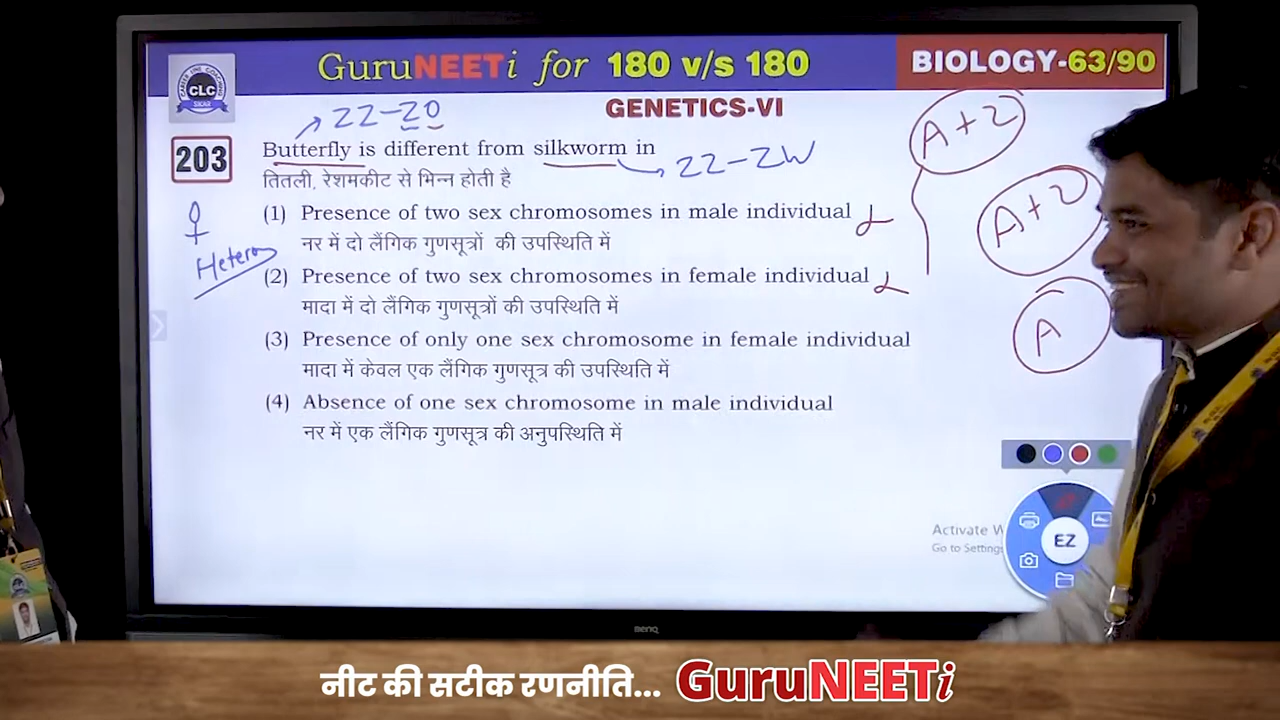 GuruNEETi for 180 v/s 180
BIOLOGY-63/90
CLC
SIKAR
GENETICS-VI
ZZ-ZO
A+Z
203
Butterfly is different from silkworm in
ZZ-ZW
तितली, रेशमकीट से भिन्न होती है
A+Z
♀
Hetero
(1) Presence of two sex chromosomes in male individual
नर में दो लैंगिक गुणसूत्रों की उपस्थिति में
(2) Presence of two sex chromosomes in female individual
मादा में दो लैंगिक गुणसूत्रों की उपस्थिति में
A
(3) Presence of only one sex chromosome in female individual
मादा में केवल एक लैंगिक गुणसूत्र की उपस्थिति में
(4) Absence of one sex chromosome in male individual
नर में एक लैंगिक गुणसूत्र की अनुपस्थिति में
Activate W
Go to Settings
EZ
BenQ
नीट की सटीक रणनीति... GuruNEETi